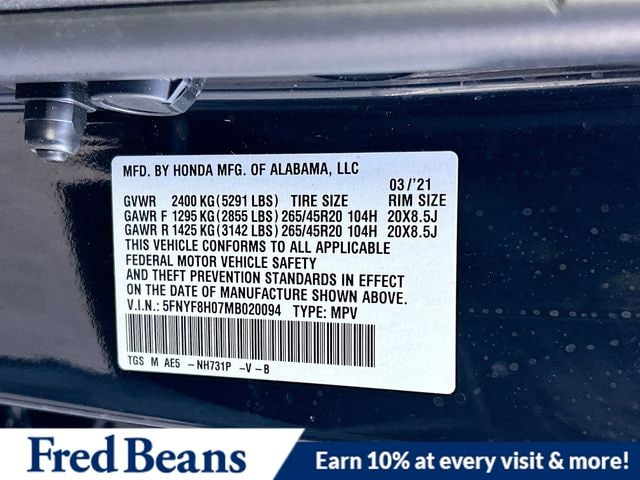 MFD. BY HONDA MFG. OF ALABAMA, LLC
03/'21
GVWR 2400 KG (5291 LBS) TIRE SIZE RIM SIZE
GAWR F 1295 KG (2855 LBS) 265/45R20 104H 20X8.5J
GAWR R 1425 KG (3142 LBS) 265/45R20 104H 20X8.5J
THIS VEHICLE CONFORMS TO ALL APPLICABLE
FEDERAL MOTOR VEHICLE SAFETY
AND THEFT PREVENTION STANDARDS IN EFFECT
ON THE DATE OF MANUFACTURE SHOWN ABOVE.
V.I.N.: 5FNYF8H07MB020094 TYPE: MPV
TGS M AE5 -NH731P -V-B
Fred Beans
Earn 10% at every visit & more!